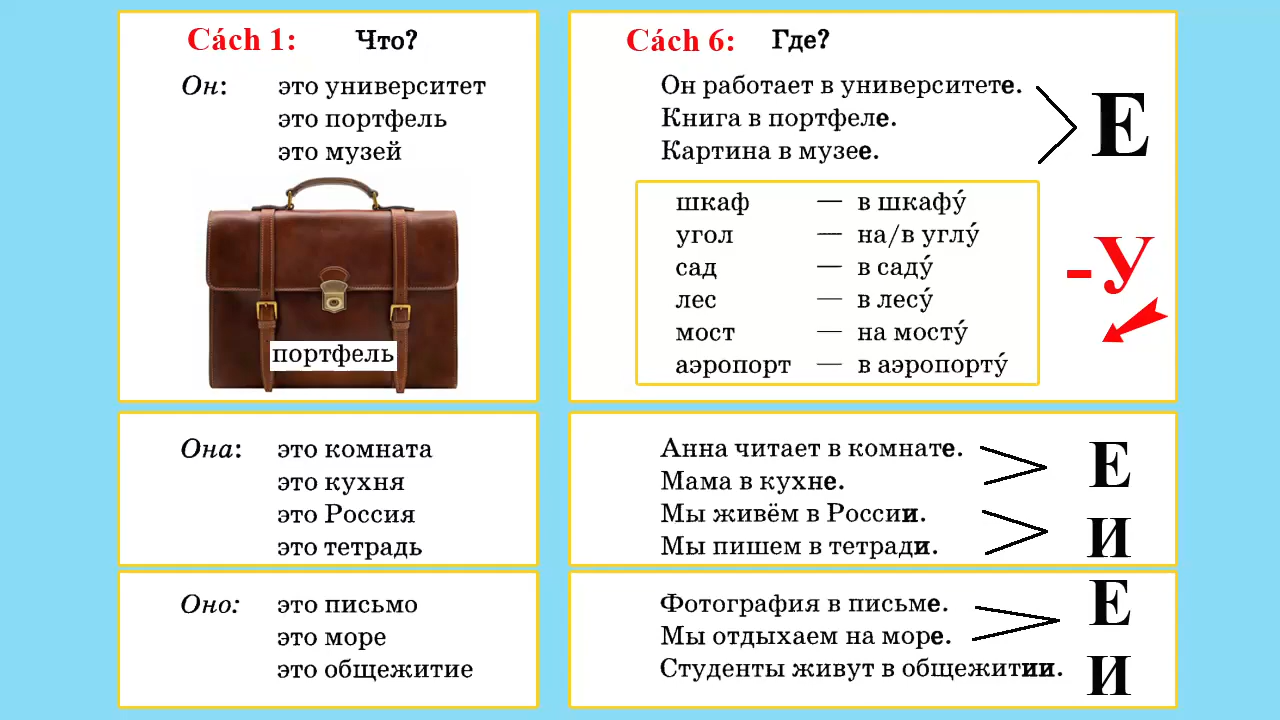 Cách 1: Что?
Он: это университет
это портфель
это музей
портфель
Cách 6: Где?
Он работает в университете.
Книга в портфеле.
Картина в музее.
Е
шкаф — в шкафу́
угол — на/в углу́
сад — в саду́
лес — в лесу́
мост — на мосту́
аэропорт — в аэропорту́
-У
Она: это комната
это кухня
это Россия
это тетрадь
Анна читает в комнате.
Мама в кухне.
Мы живём в России.
Мы пишем в тетради.
Е
И
Оно: это письмо
это море
это общежитие
Фотография в письме.
Мы отдыхаем на море.
Студенты живут в общежитии.
Е
И